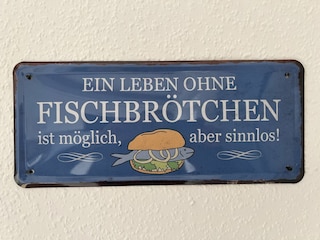 EIN LEBEN OHNE
FISCHBRÖTCHEN
ist möglich, aber sinnlos!